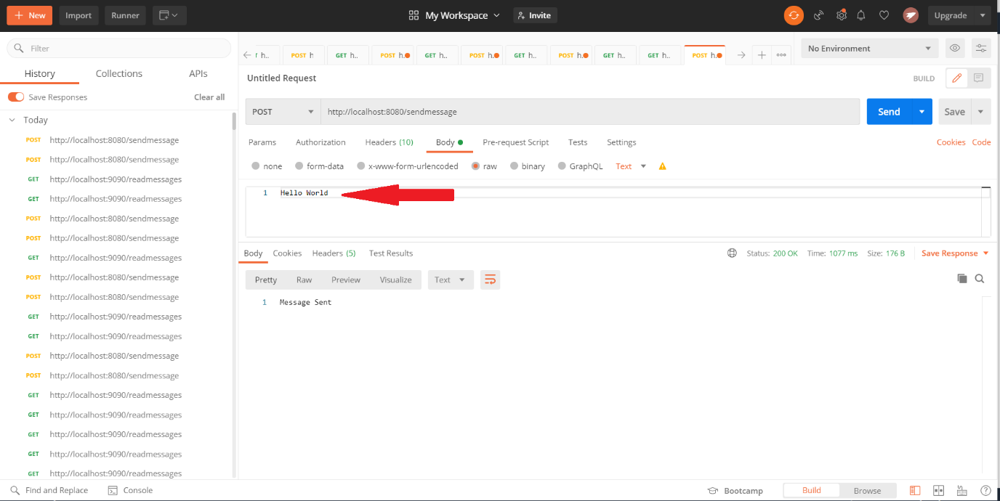 New Import Runner My Workspace Invite Upgrade
Filter
History Collections APIs
Save Responses Clear all
Today
POST http://localhost:8080/sendmessage
POST http://localhost:8080/sendmessage
GET http://localhost:9090/readmessages
GET http://localhost:9090/readmessages
POST http://localhost:8080/sendmessage
POST http://localhost:8080/sendmessage
GET http://localhost:9090/readmessages
POST http://localhost:8080/sendmessage
POST http://localhost:8080/sendmessage
GET http://localhost:9090/readmessages
GET http://localhost:9090/readmessages
POST http://localhost:8080/sendmessage
POST http://localhost:8080/sendmessage
GET http://localhost:9090/readmessages
GET http://localhost:9090/readmessages
GET http://localhost:9090/readmessages
GET http://localhost:9090/readmessages
GET http://localhost:9090/readmessages
h.. POST h GET h.. POST h. GET h.. POST h. GET h.. POST h. GET h.. GET h.. POST h. No Environment
Untitled Request BUILD
POST http://localhost:8080/sendmessage Send Save
Params Authorization Headers (10) Body Pre-request Script Tests Settings Cookies Code
none form-data x-www-form-urlencoded raw binary GraphQL Text
1 Hello World
Body Cookies Headers (5) Test Results Status: 200 OK Time: 1077 ms Size: 176 B Save Response
Pretty Raw Preview Visualize Text
1 Message Sent
Find and Replace Console Bootcamp Build Browse